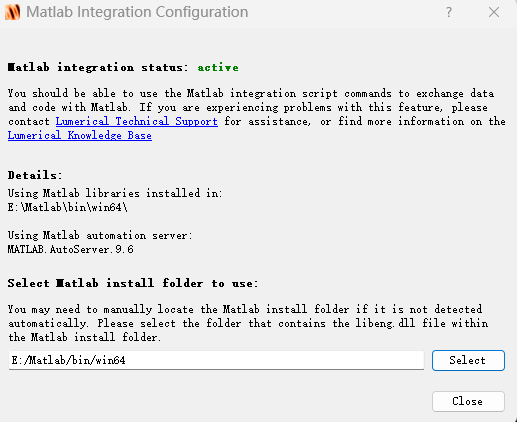 Matlab Integration Configuration
?
Matlab integration status: active
You should be able to use the Matlab integration script commands to exchange data
and code with Matlab. If you are experiencing problems with this feature, please
contact Lumerical Technical Support for assistance, or find more information on the
Lumerical Knowledge Base
Details:
Using Matlab libraries installed in:
E:\Matlab\bin\win64\
Using Matlab automation server:
MATLAB.AutoServer.9.6
Select Matlab install folder to use:
You may need to manually locate the Matlab install folder if it is not detected
automatically. Please select the folder that contains the libeng.dll file within
the Matlab install folder.
E:/Matlab/bin/win64
Select
Close